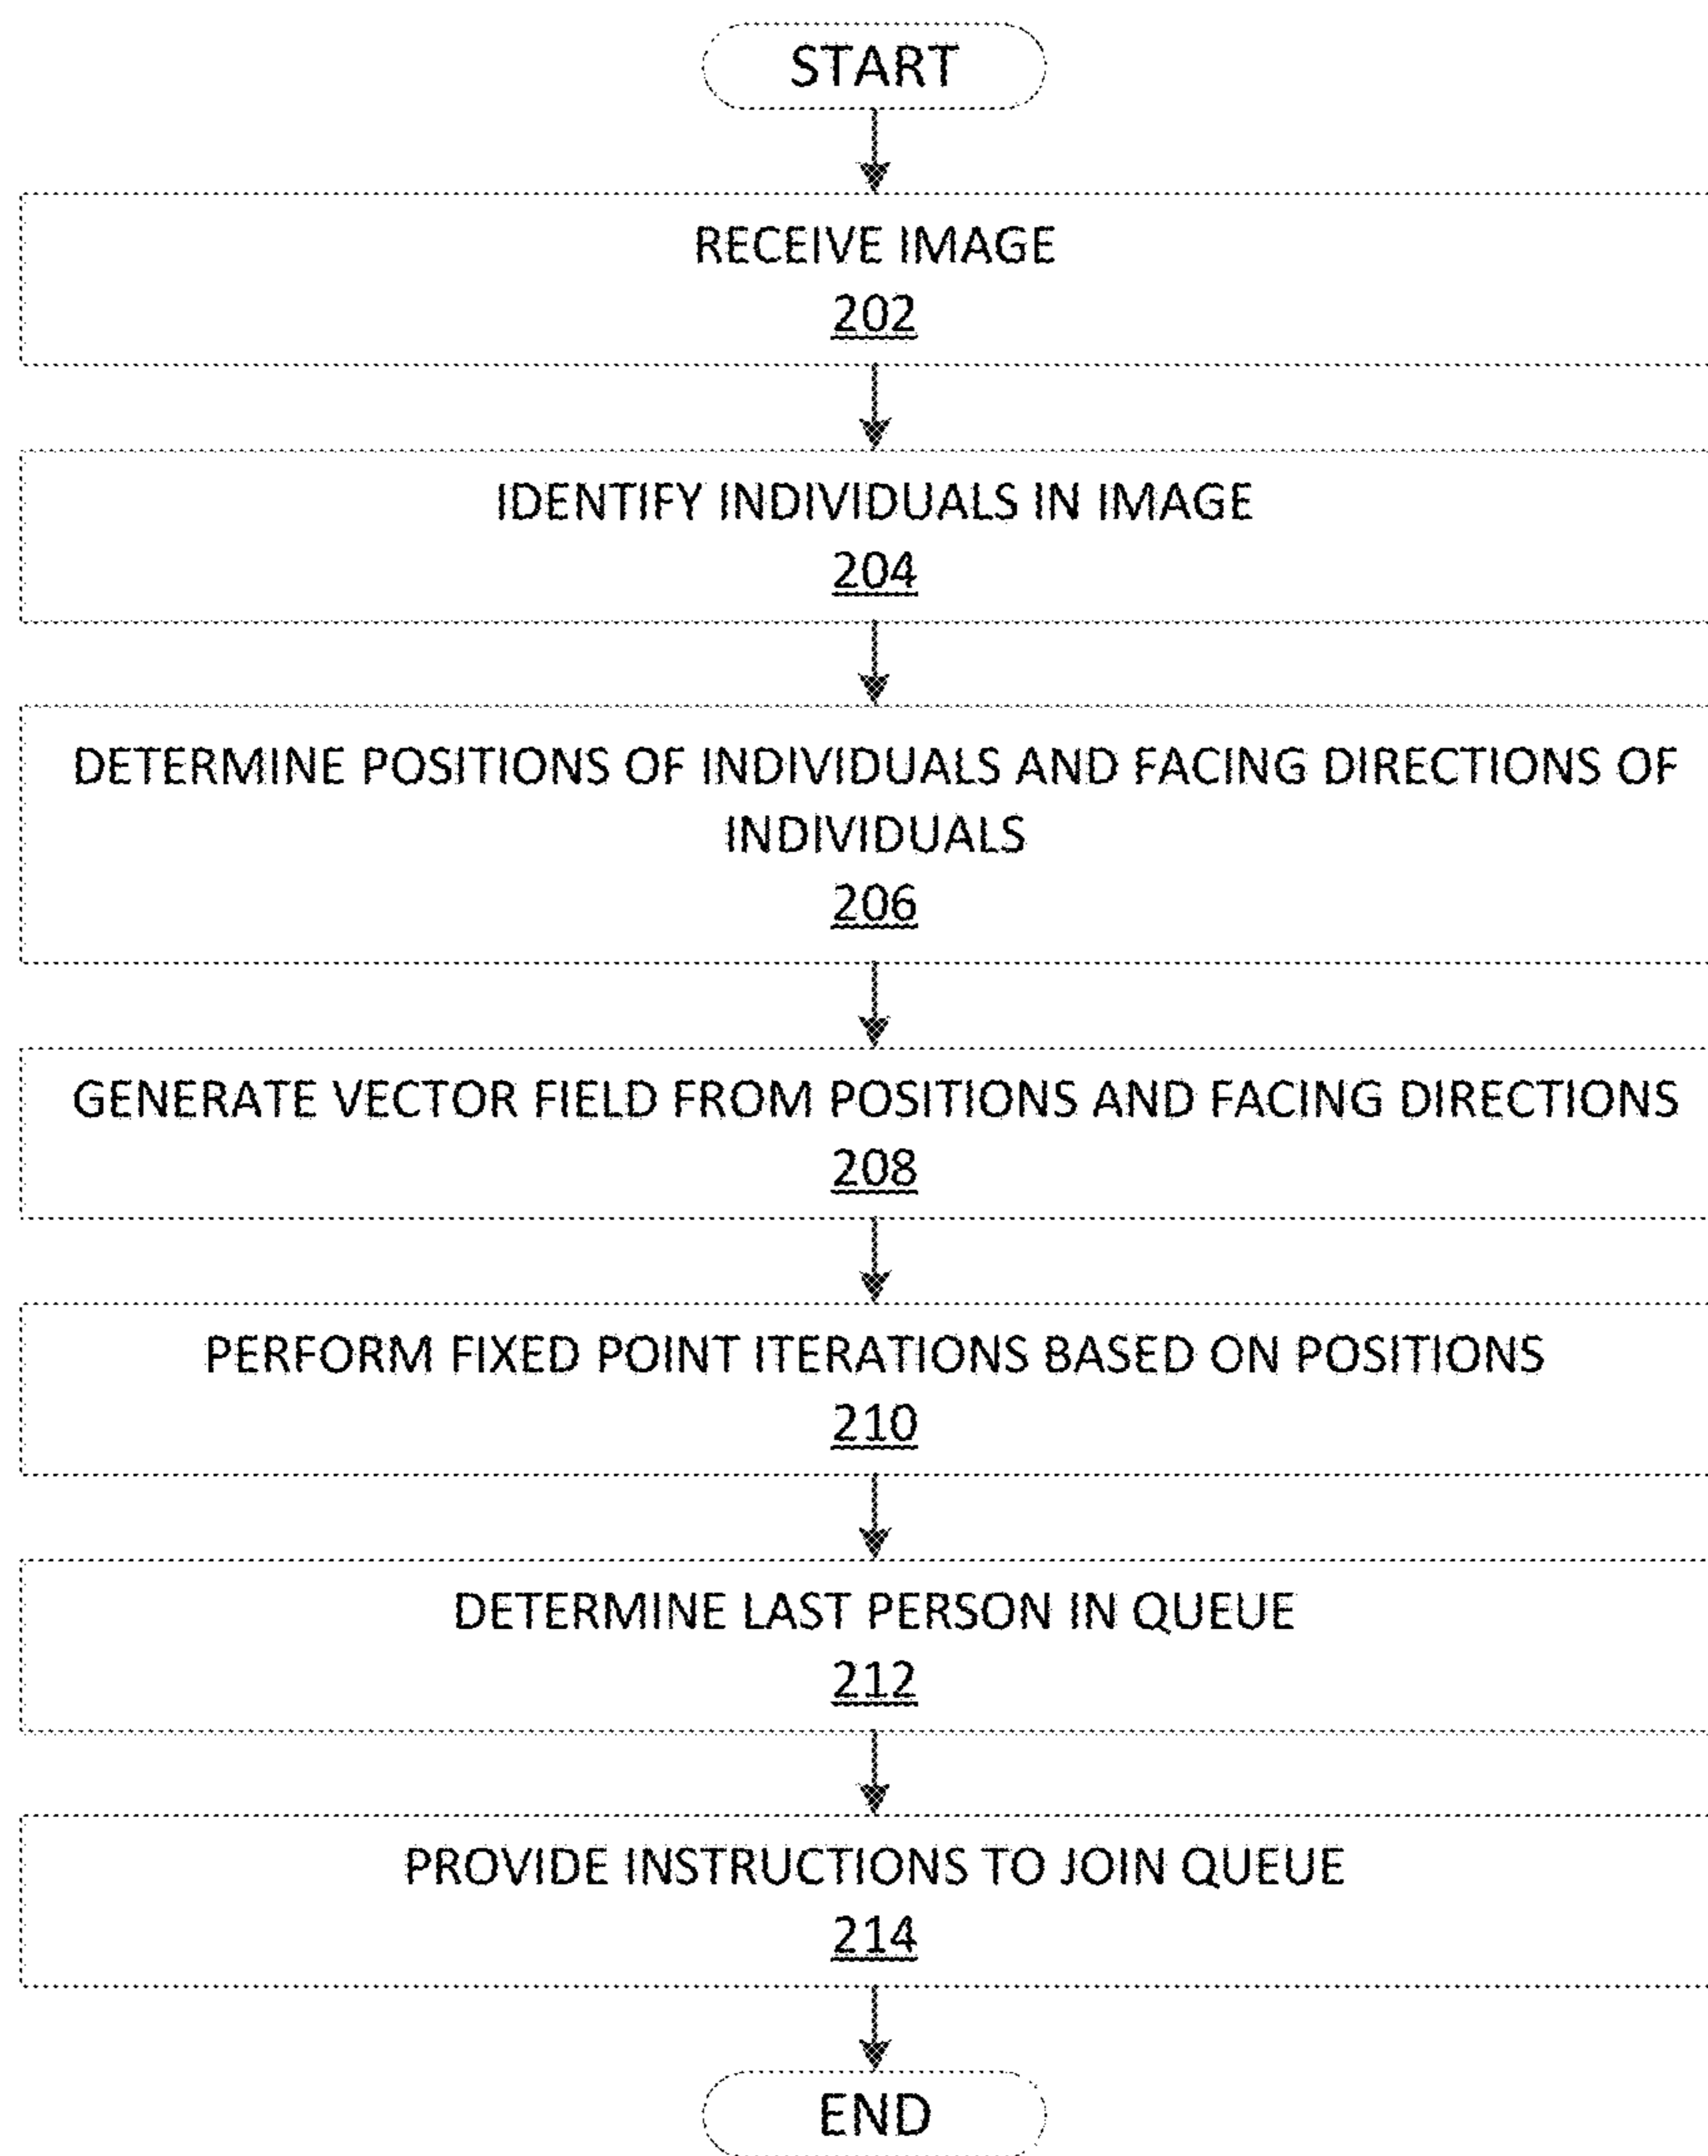 START
RECEIVE IMAGE
202
IDENTIFY INDIVIDUALS IN IMAGE
204
DETERMINE POSITIONS OF INDIVIDUALS AND FACING DIRECTIONS OF
INDIVIDUALS
206
GENERATE VECTOR FIELD FROM POSITIONS AND FACING DIRECTIONS
208
PERFORM FIXED POINT ITERATIONS BASED ON POSITIONS
210
DETERMINE LAST PERSON IN QUEUE
212
PROVIDE INSTRUCTIONS TO JOIN QUEUE
214
END